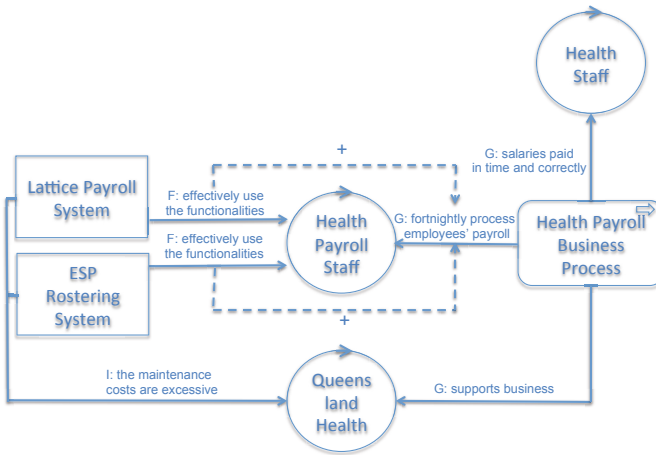 Health
Staff
+
G: salaries paid
in time and correctly
Lattice Payroll
System
F: effectively use
the functionalities
Health
Payroll
Staff
G: fortnightly process
employees' payroll
Health Payroll
Business
Process
F: effectively use
the functionalities
ESP
Rostering
System
+
I: the maintenance
costs are excessive
Queens
land
Health
G: supports business